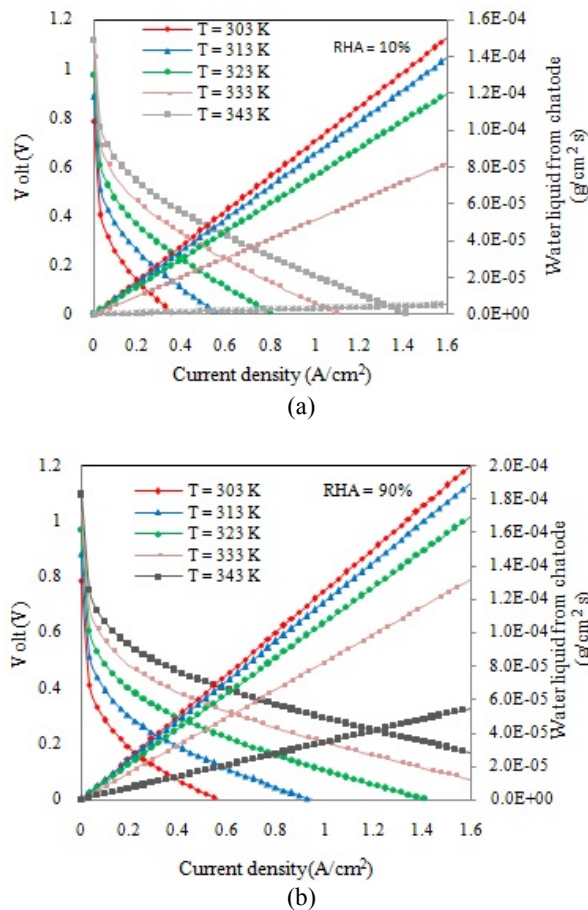 1.2
1
0.8
0.6
0.4
0.2
0
Volt (V)
T = 303 K
T = 313 K
T = 323 K
T = 333 K
T = 343 K
RHA = 10%
1.6E-04
1.4E-04
1.2E-04
1.0E-04
8.0E-05
6.0E-05
4.0E-05
2.0E-05
0.0E+00
Water liquid from chatode
(g/cm2 s)
0 0.2 0.4 0.6 0.8 1 1.2 1.4 1.6
Current density (A/cm2)
(a)
1.2
1
0.8
0.6
0.4
0.2
0
Volt (V)
T = 303 K
T = 313 K
T = 323 K
T = 333 K
T = 343 K
RHA = 90%
2.0E-04
1.8E-04
1.6E-04
1.4E-04
1.2E-04
1.0E-04
8.0E-05
6.0E-05
4.0E-05
2.0E-05
0.0E+00
Water liquid from chatode
(g/cm2 s)
0 0.2 0.4 0.6 0.8 1 1.2 1.4 1.6
Current density (A/cm2)
(b)